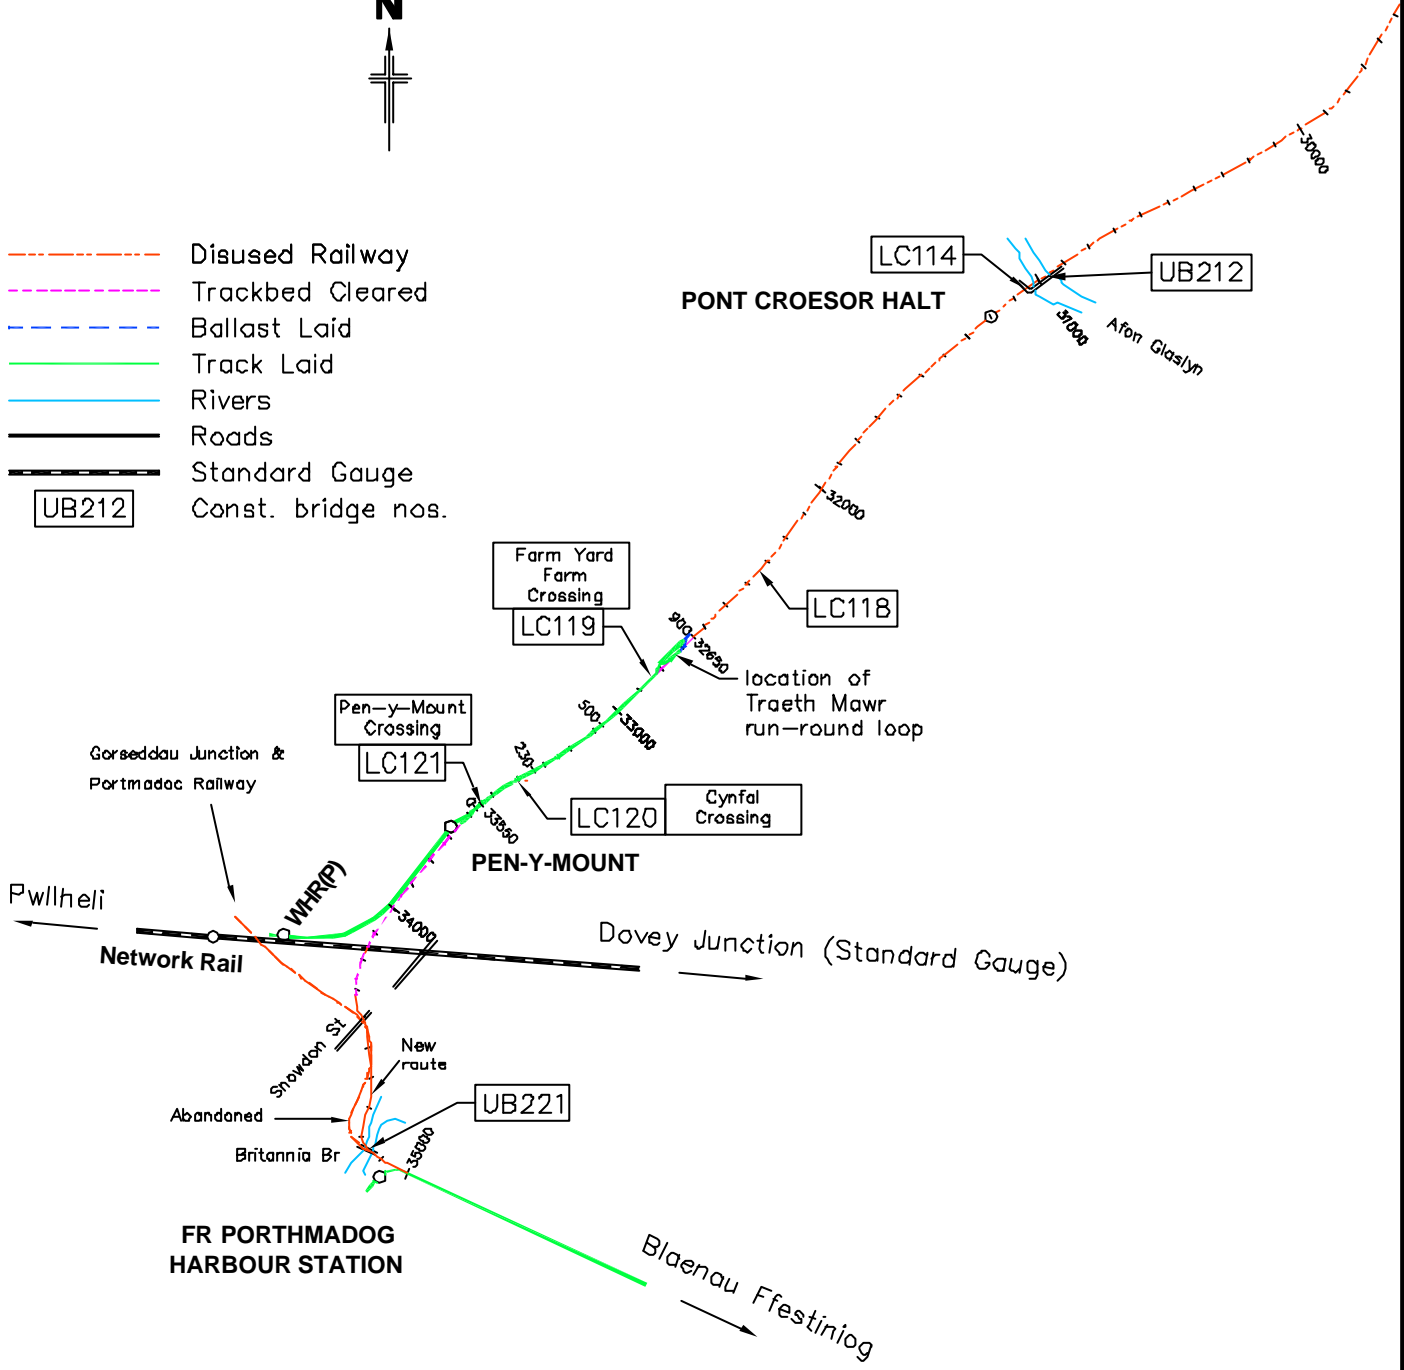 N
Disused Railway
Trackbed Cleared
Ballast Laid
Track Laid
Rivers
Roads
Standard Gauge
UB212
Const. bridge nos.
30000
LC114
UB212
PONT CROESOR HALT
31000
Afon Glaslyn
32000
Farm Yard
Farm
Crossing
LC119
LC118
900
32650
location of
Traeth Mawr
run-round loop
Pen-y-Mount
Crossing
LC121
500
33000
230
Gorseddau Junction &
Portmadoc Railway
0
33550
LC120
Cynfal
Crossing
PEN-Y-MOUNT
Pwllheli
WHR(P)
34000
Network Rail
Dovey Junction (Standard Gauge)
Snowdon St
New
route
Abandoned
UB221
Britannia Br
35000
FR PORTHMADOG
HARBOUR STATION
Blaenau Ffestiniog